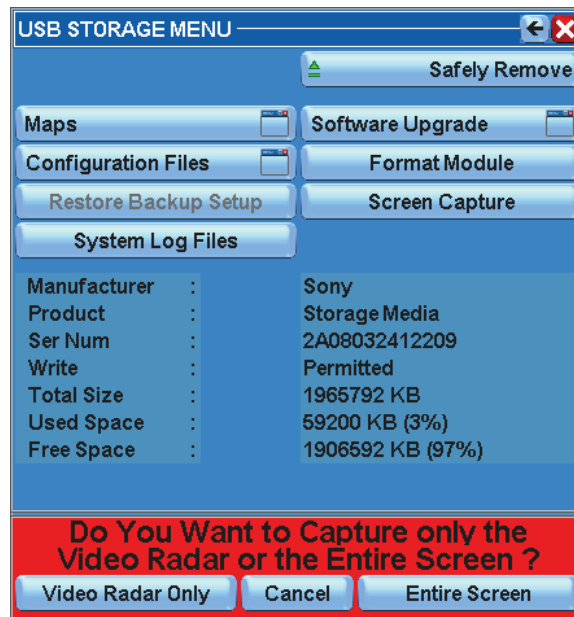 USB STORAGE MENU
Safely Remove
Maps
Software Upgrade
Configuration Files
Format Module
Restore Backup Setup
Screen Capture
System Log Files
Manufacturer : Sony
Product : Storage Media
Ser Num : 2A08032412209
Write : Permitted
Total Size : 1965792 KB
Used Space : 59200 KB (3%)
Free Space : 1906592 KB (97%)
Do You Want to Capture only the
Video Radar or the Entire Screen ?
Video Radar Only
Cancel
Entire Screen